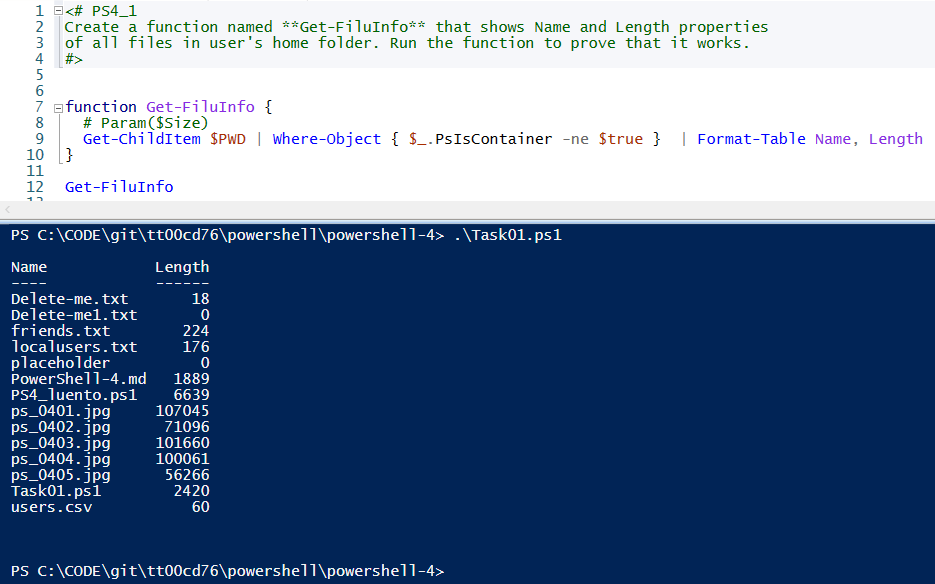 1 <# PS4_1
2 Create a function named **Get-FiluInfo** that shows Name and Length properties
3 of all files in user's home folder. Run the function to prove that it works.
4 #>
5
6
7 function Get-FiluInfo {
8 # Param($Size)
9 Get-ChildItem $PWD | Where-Object { $_.PsIsContainer -ne $true }  | Format-Table Name, Length
10 }
11
12 Get-FiluInfo
13
PS C:\CODE\git\tt00cd76\powershell\powershell-4> .\Task01.ps1
Name Length
---- ------
Delete-me.txt 18
Delete-me1.txt 0
friends.txt 224
localusers.txt 176
placeholder 0
PowerShell-4.md 1889
PS4_luento.ps1 6639
ps_0401.jpg 107045
ps_0402.jpg 71096
ps_0403.jpg 101660
ps_0404.jpg 100061
ps_0405.jpg 56266
Task01.ps1 2420
users.csv 60
PS C:\CODE\git\tt00cd76\powershell\powershell-4>